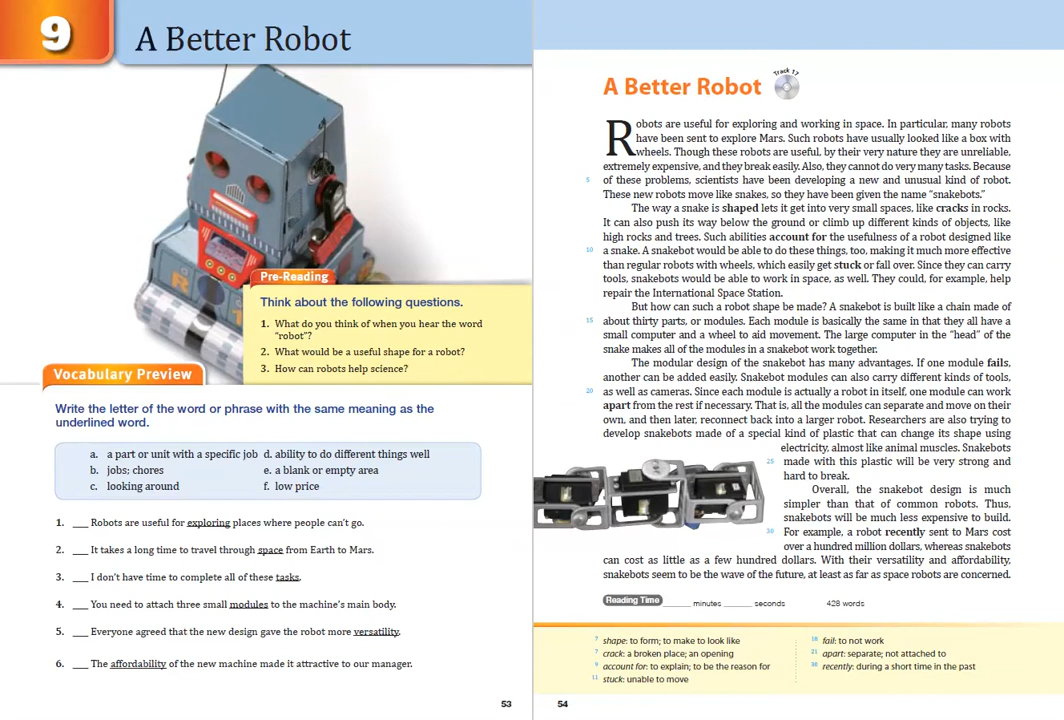 9
A Better Robot
Pre-Reading
Think about the following questions.
1. What do you think of when you hear the word
"robot"?
2. What would be a useful shape for a robot?
3. How can robots help science?
Vocabulary Preview
Write the letter of the word or phrase with the same meaning as the
underlined word.
a. a part or unit with a specific job d. ability to do different things well
b. jobs; chores e. a blank or empty area
c. looking around f. low price
1. ___ Robots are useful for exploring places where people can't go.
2. ___ It takes a long time to travel through space from Earth to Mars.
3. ___ I don't have time to complete all of these tasks.
4. ___ You need to attach three small modules to the machine's main body.
5. ___ Everyone agreed that the new design gave the robot more versatility.
6. ___ The affordability of the new machine made it attractive to our manager.
53
A Better Robot
Track 17
Robots are useful for exploring and working in space. In particular, many robots
have been sent to explore Mars. Such robots have usually looked like a box with
wheels. Though these robots are useful, by their very nature they are unreliable,
extremely expensive, and they break easily. Also, they cannot do very many tasks. Because
5 of these problems, scientists have been developing a new and unusual kind of robot.
These new robots move like snakes, so they have been given the name "snakebots."
The way a snake is shaped lets it get into very small spaces, like cracks in rocks.
It can also push its way below the ground or climb up different kinds of objects, like
high rocks and trees. Such abilities account for the usefulness of a robot designed like
10 a snake. A snakebot would be able to do these things, too, making it much more effective
than regular robots with wheels, which easily get stuck or fall over. Since they can carry
tools, snakebots would be able to work in space, as well. They could, for example, help
repair the International Space Station.
But how can such a robot shape be made? A snakebot is built like a chain made of
15 about thirty parts, or modules. Each module is basically the same in that they all have a
small computer and a wheel to aid movement. The large computer in the "head" of the
snake makes all of the modules in a snakebot work together.
The modular design of the snakebot has many advantages. If one module fails,
another can be added easily. Snakebot modules can also carry different kinds of tools,
20 as well as cameras. Since each module is actually a robot in itself, one module can work
apart from the rest if necessary. That is, all the modules can separate and move on their
own, and then later, reconnect back into a larger robot. Researchers are also trying to
develop snakebots made of a special kind of plastic that can change its shape using
electricity, almost like animal muscles. Snakebots
25 made with this plastic will be very strong and
hard to break.
Overall, the snakebot design is much
simpler than that of common robots. Thus,
snakebots will be much less expensive to build.
30 For example, a robot recently sent to Mars cost
over a hundred million dollars, whereas snakebots
can cost as little as a few hundred dollars. With their versatility and affordability,
snakebots seem to be the wave of the future, at least as far as space robots are concerned.
Reading Time ______ minutes ______ seconds 428 words
7 shape: to form; to make to look like
7 crack: a broken place; an opening
9 account for: to explain; to be the reason for
11 stuck: unable to move
18 fail: to not work
21 apart: separate; not attached to
30 recently: during a short time in the past
54